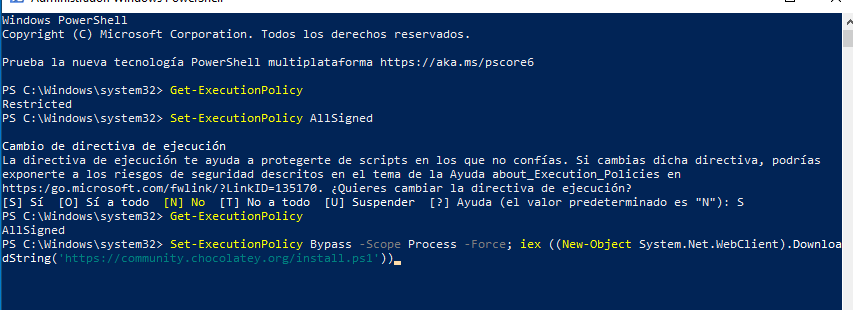 Administrador: Windows PowerShell
Windows PowerShell
Copyright (C) Microsoft Corporation. Todos los derechos reservados.
Prueba la nueva tecnología PowerShell multiplataforma https://aka.ms/pscore6
PS C:\Windows\system32> Get-ExecutionPolicy
Restricted
PS C:\Windows\system32> Set-ExecutionPolicy AllSigned
Cambio de directiva de ejecución
La directiva de ejecución te ayuda a protegerte de scripts en los que no confías. Si cambias dicha directiva, podrías
exponerte a los riesgos de seguridad descritos en el tema de la Ayuda about_Execution_Policies en
https:/go.microsoft.com/fwlink/?LinkID=135170. ¿Quieres cambiar la directiva de ejecución?
[S] Sí  [O] Sí a todo  [N] No  [T] No a todo  [U] Suspender  [?] Ayuda (el valor predeterminado es "N"): S
PS C:\Windows\system32> Get-ExecutionPolicy
AllSigned
PS C:\Windows\system32> Set-ExecutionPolicy Bypass -Scope Process -Force; iex ((New-Object System.Net.WebClient).Downloa
dString('https://community.chocolatey.org/install.ps1'))